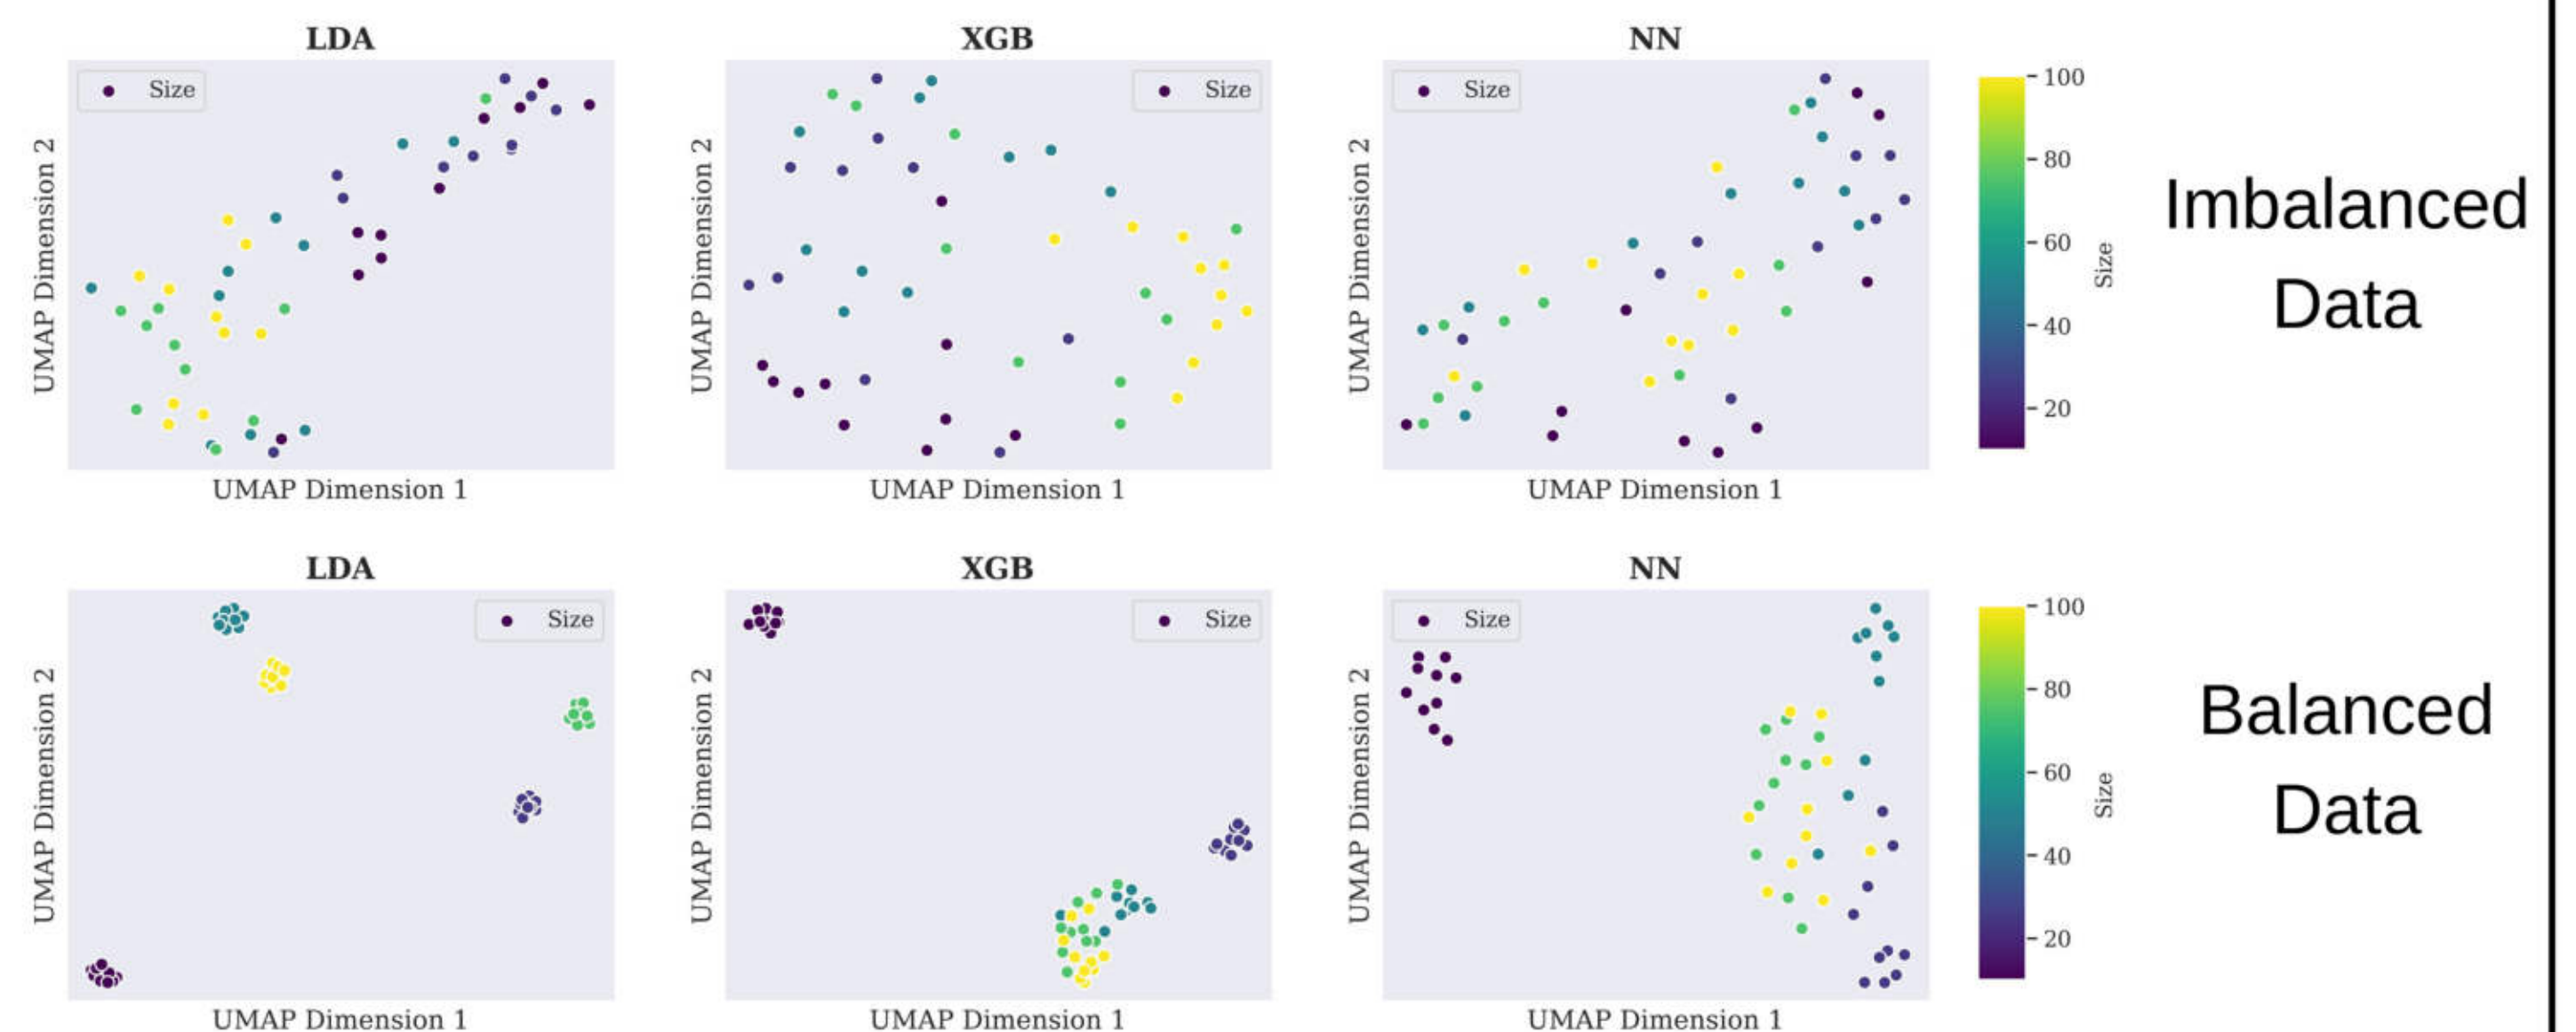 LDA
XGB
NN
Size
Size
Size
UMAP Dimension 2
UMAP Dimension 2
UMAP Dimension 2
UMAP Dimension 1
UMAP Dimension 1
UMAP Dimension 1
100
80
60
40
20
Size
Imbalanced
Data
LDA
XGB
NN
Size
Size
Size
UMAP Dimension 2
UMAP Dimension 2
UMAP Dimension 2
UMAP Dimension 1
UMAP Dimension 1
UMAP Dimension 1
100
80
60
40
20
Size
Balanced
Data